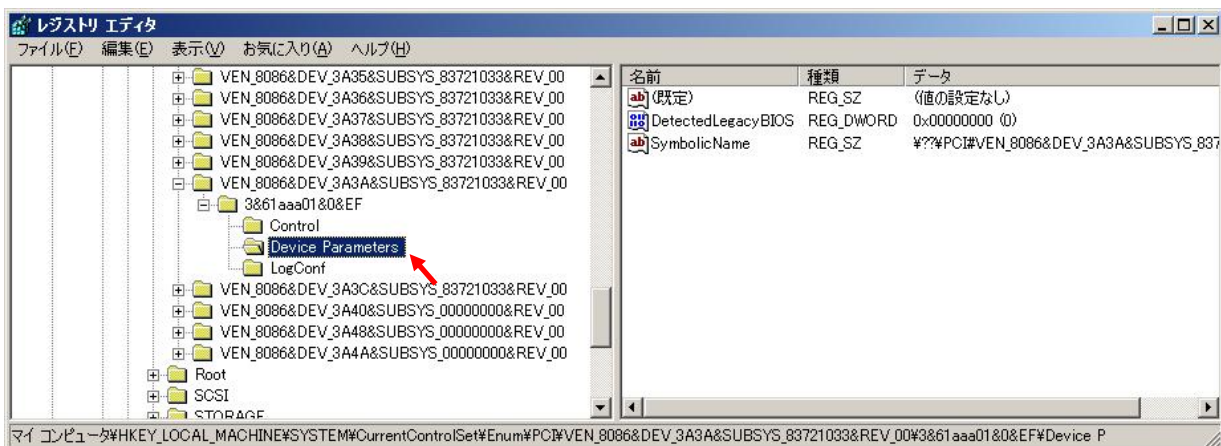 レジストリ エディタ
ファイル(F) 編集(E) 表示(V) お気に入り(A) ヘルプ(H)
VEN_8086&DEV_3A35&SUBSYS_83721033&REV_00
VEN_8086&DEV_3A36&SUBSYS_83721033&REV_00
VEN_8086&DEV_3A37&SUBSYS_83721033&REV_00
VEN_8086&DEV_3A38&SUBSYS_83721033&REV_00
VEN_8086&DEV_3A39&SUBSYS_83721033&REV_00
VEN_8086&DEV_3A3A&SUBSYS_83721033&REV_00
3&61aaa01&0&EF
Control
Device Parameters
LogConf
VEN_8086&DEV_3A3C&SUBSYS_83721033&REV_00
VEN_8086&DEV_3A40&SUBSYS_00000000&REV_00
VEN_8086&DEV_3A48&SUBSYS_00000000&REV_00
VEN_8086&DEV_3A4A&SUBSYS_00000000&REV_00
Root
SCSI
STORAGE
名前 種類 データ
(既定) REG_SZ (値の設定なし)
DetectedLegacyBIOS REG_DWORD 0x00000000 (0)
SymbolicName REG_SZ ¥??¥PCI#VEN_8086&DEV_3A3A&SUBSYS_837
マイ コンピュータ¥HKEY_LOCAL_MACHINE¥SYSTEM¥CurrentControlSet¥Enum¥PCI¥VEN_8086&DEV_3A3A&SUBSYS_83721033&REV_00¥3&61aaa01&0&EF¥Device P